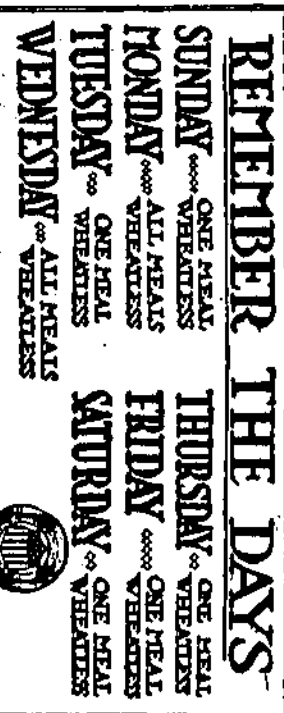 REMEMBER THE DAYS
SUNDAY ONE MEAL WHEATLESS
MONDAY ALL MEALS WHEATLESS
TUESDAY ONE MEAL WHEATLESS
WEDNESDAY ALL MEALS WHEATLESS
THURSDAY ONE MEAL WHEATLESS
FRIDAY ONE MEAL WHEATLESS
SATURDAY ONE MEAL WHEATLESS